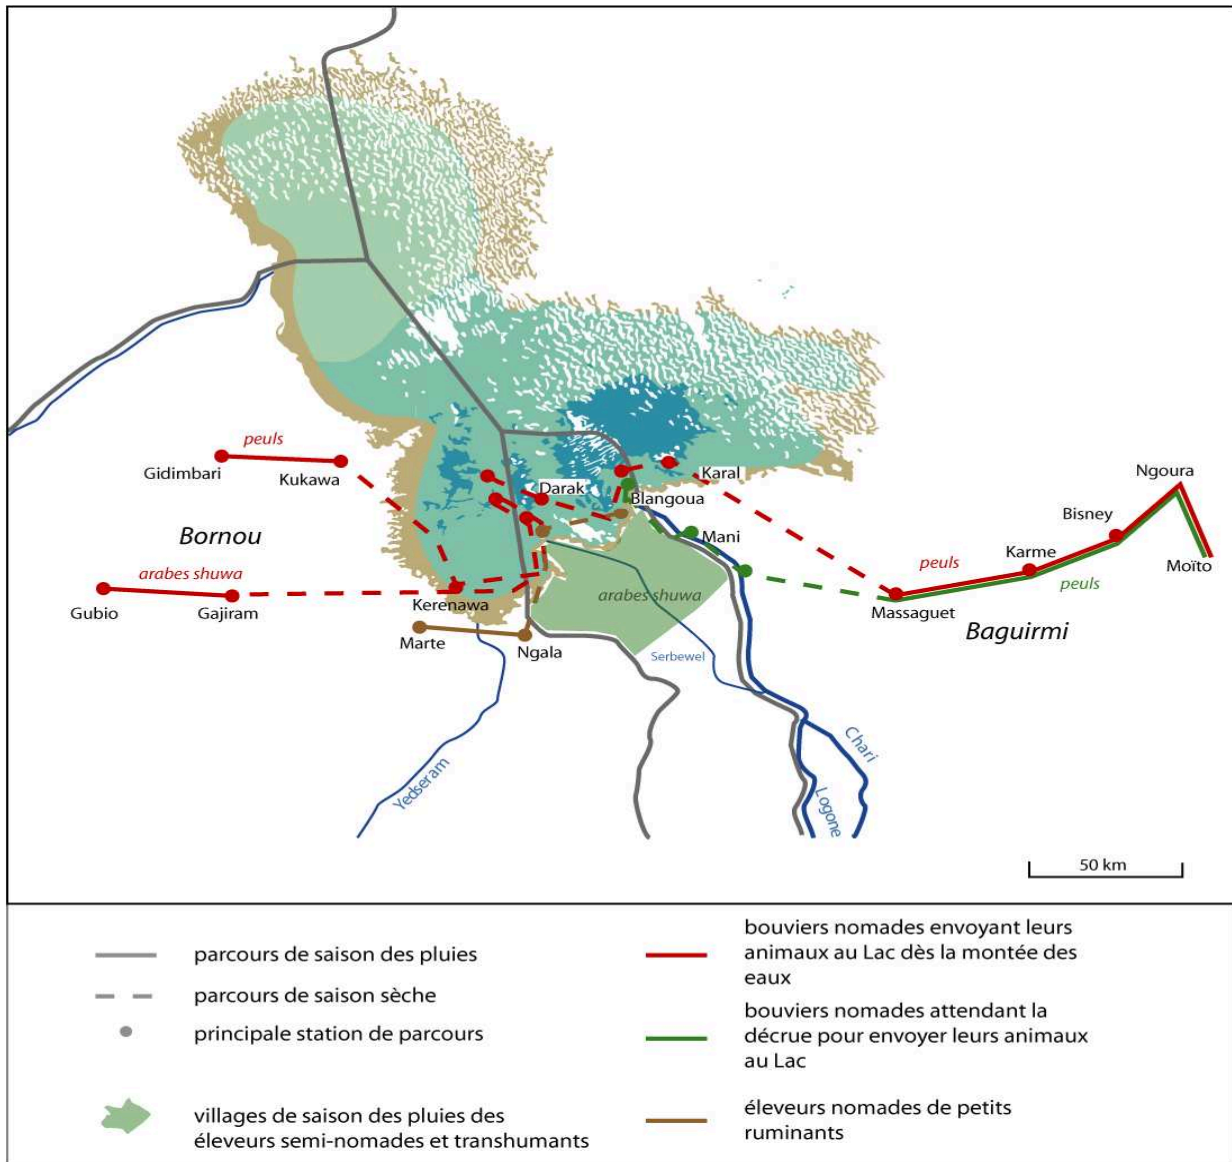 Karal
Ngoura
peuls
Darak
Gidimbari
Kukawa
Blangoua
Bisney
Bornou
Mani
peuls
Karme
Moïto
arabes shuwa
peuls
Gubio
Gajiram
Kerenawa
arabes shuwa
Massaguet
Baguirmi
Marte
Ngala
Serbewel
Yedseram
Chari
Logone
50 km
parcours de saison des pluies
parcours de saison sèche
principale station de parcours
villages de saison des pluies des
éleveurs semi-nomades et transhumants
bouviers nomades envoyant leurs
animaux au Lac dès la montée des
eaux
bouviers nomades attendant la
décrue pour envoyer leurs animaux
au Lac
éleveurs nomades de petits
ruminants